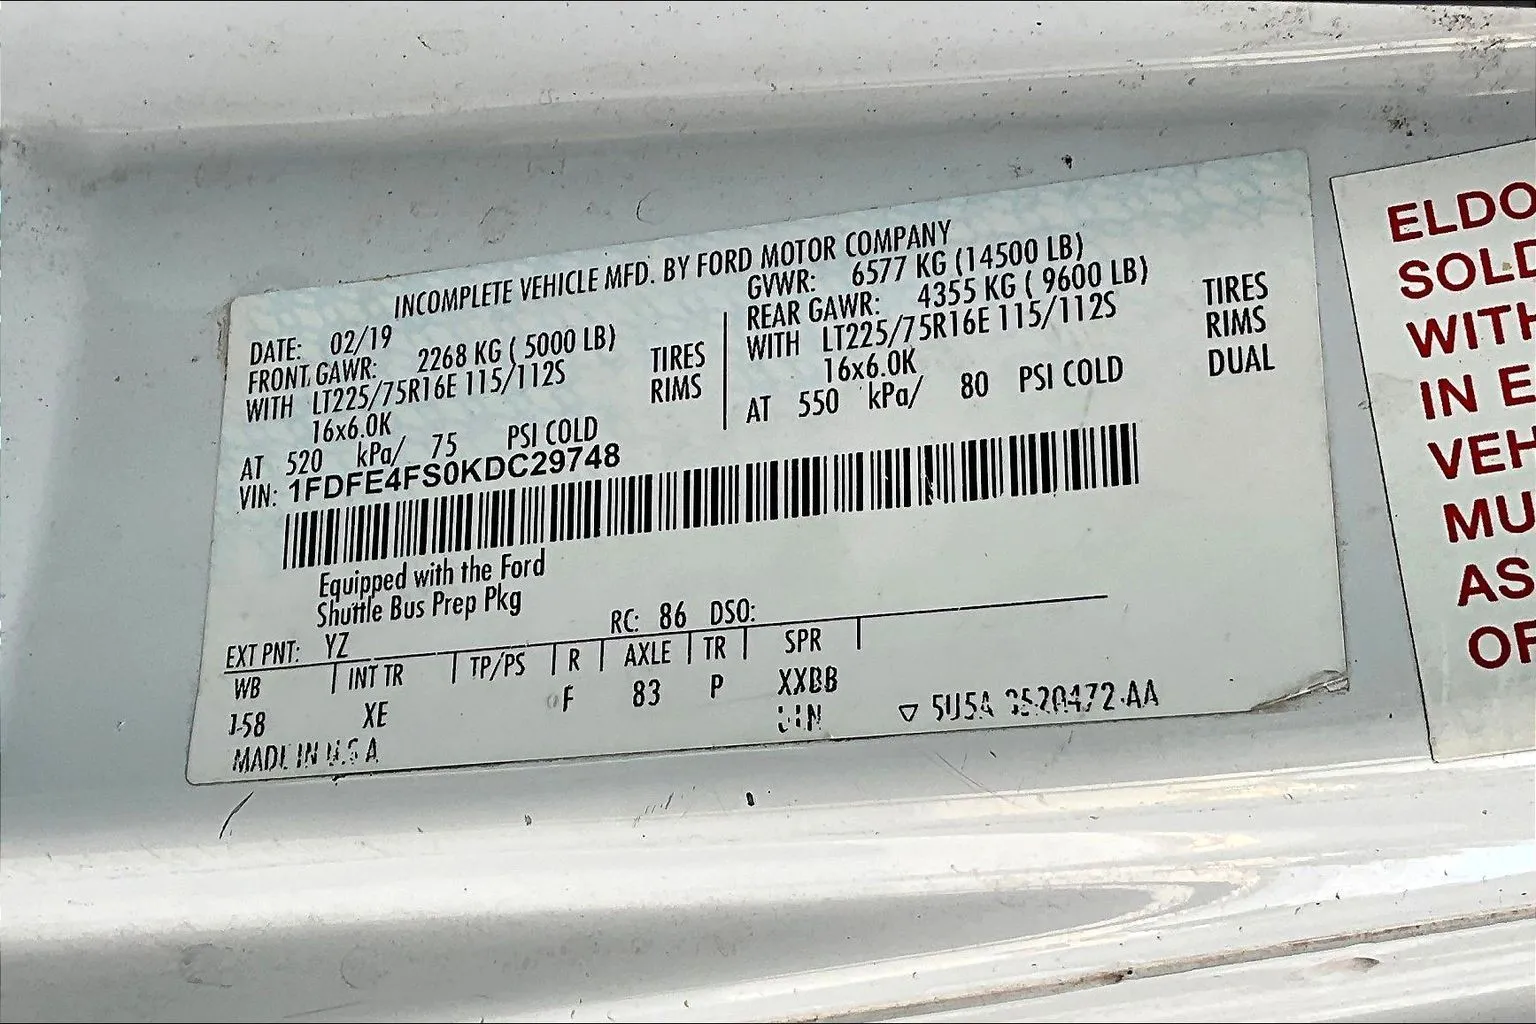 INCOMPLETE VEHICLE MFD. BY FORD MOTOR COMPANY
DATE: 02/19
FRONT GAWR: 2268 KG ( 5000 LB)
WITH LT225/75R16E 115/112S TIRES
16x6.0K RIMS
AT 520 kPa/ 75 PSI COLD
GVWR: 6577 KG (14500 LB)
REAR GAWR: 4355 KG ( 9600 LB)
WITH LT225/75R16E 115/112S TIRES
16x6.0K RIMS
AT 550 kPa/ 80 PSI COLD DUAL
VIN: 1FDFE4FS0KDC29748
Equipped with the Ford
Shuttle Bus Prep Pkg
EXT PNT: YZ RC: 86 DSO:
WB INT TR TP/PS R AXLE TR SPR
158 XE F 83 P XXBB
MADE IN U.S.A
ELDO
SOLD
WITH
IN E
VEH
MU
AS
OF